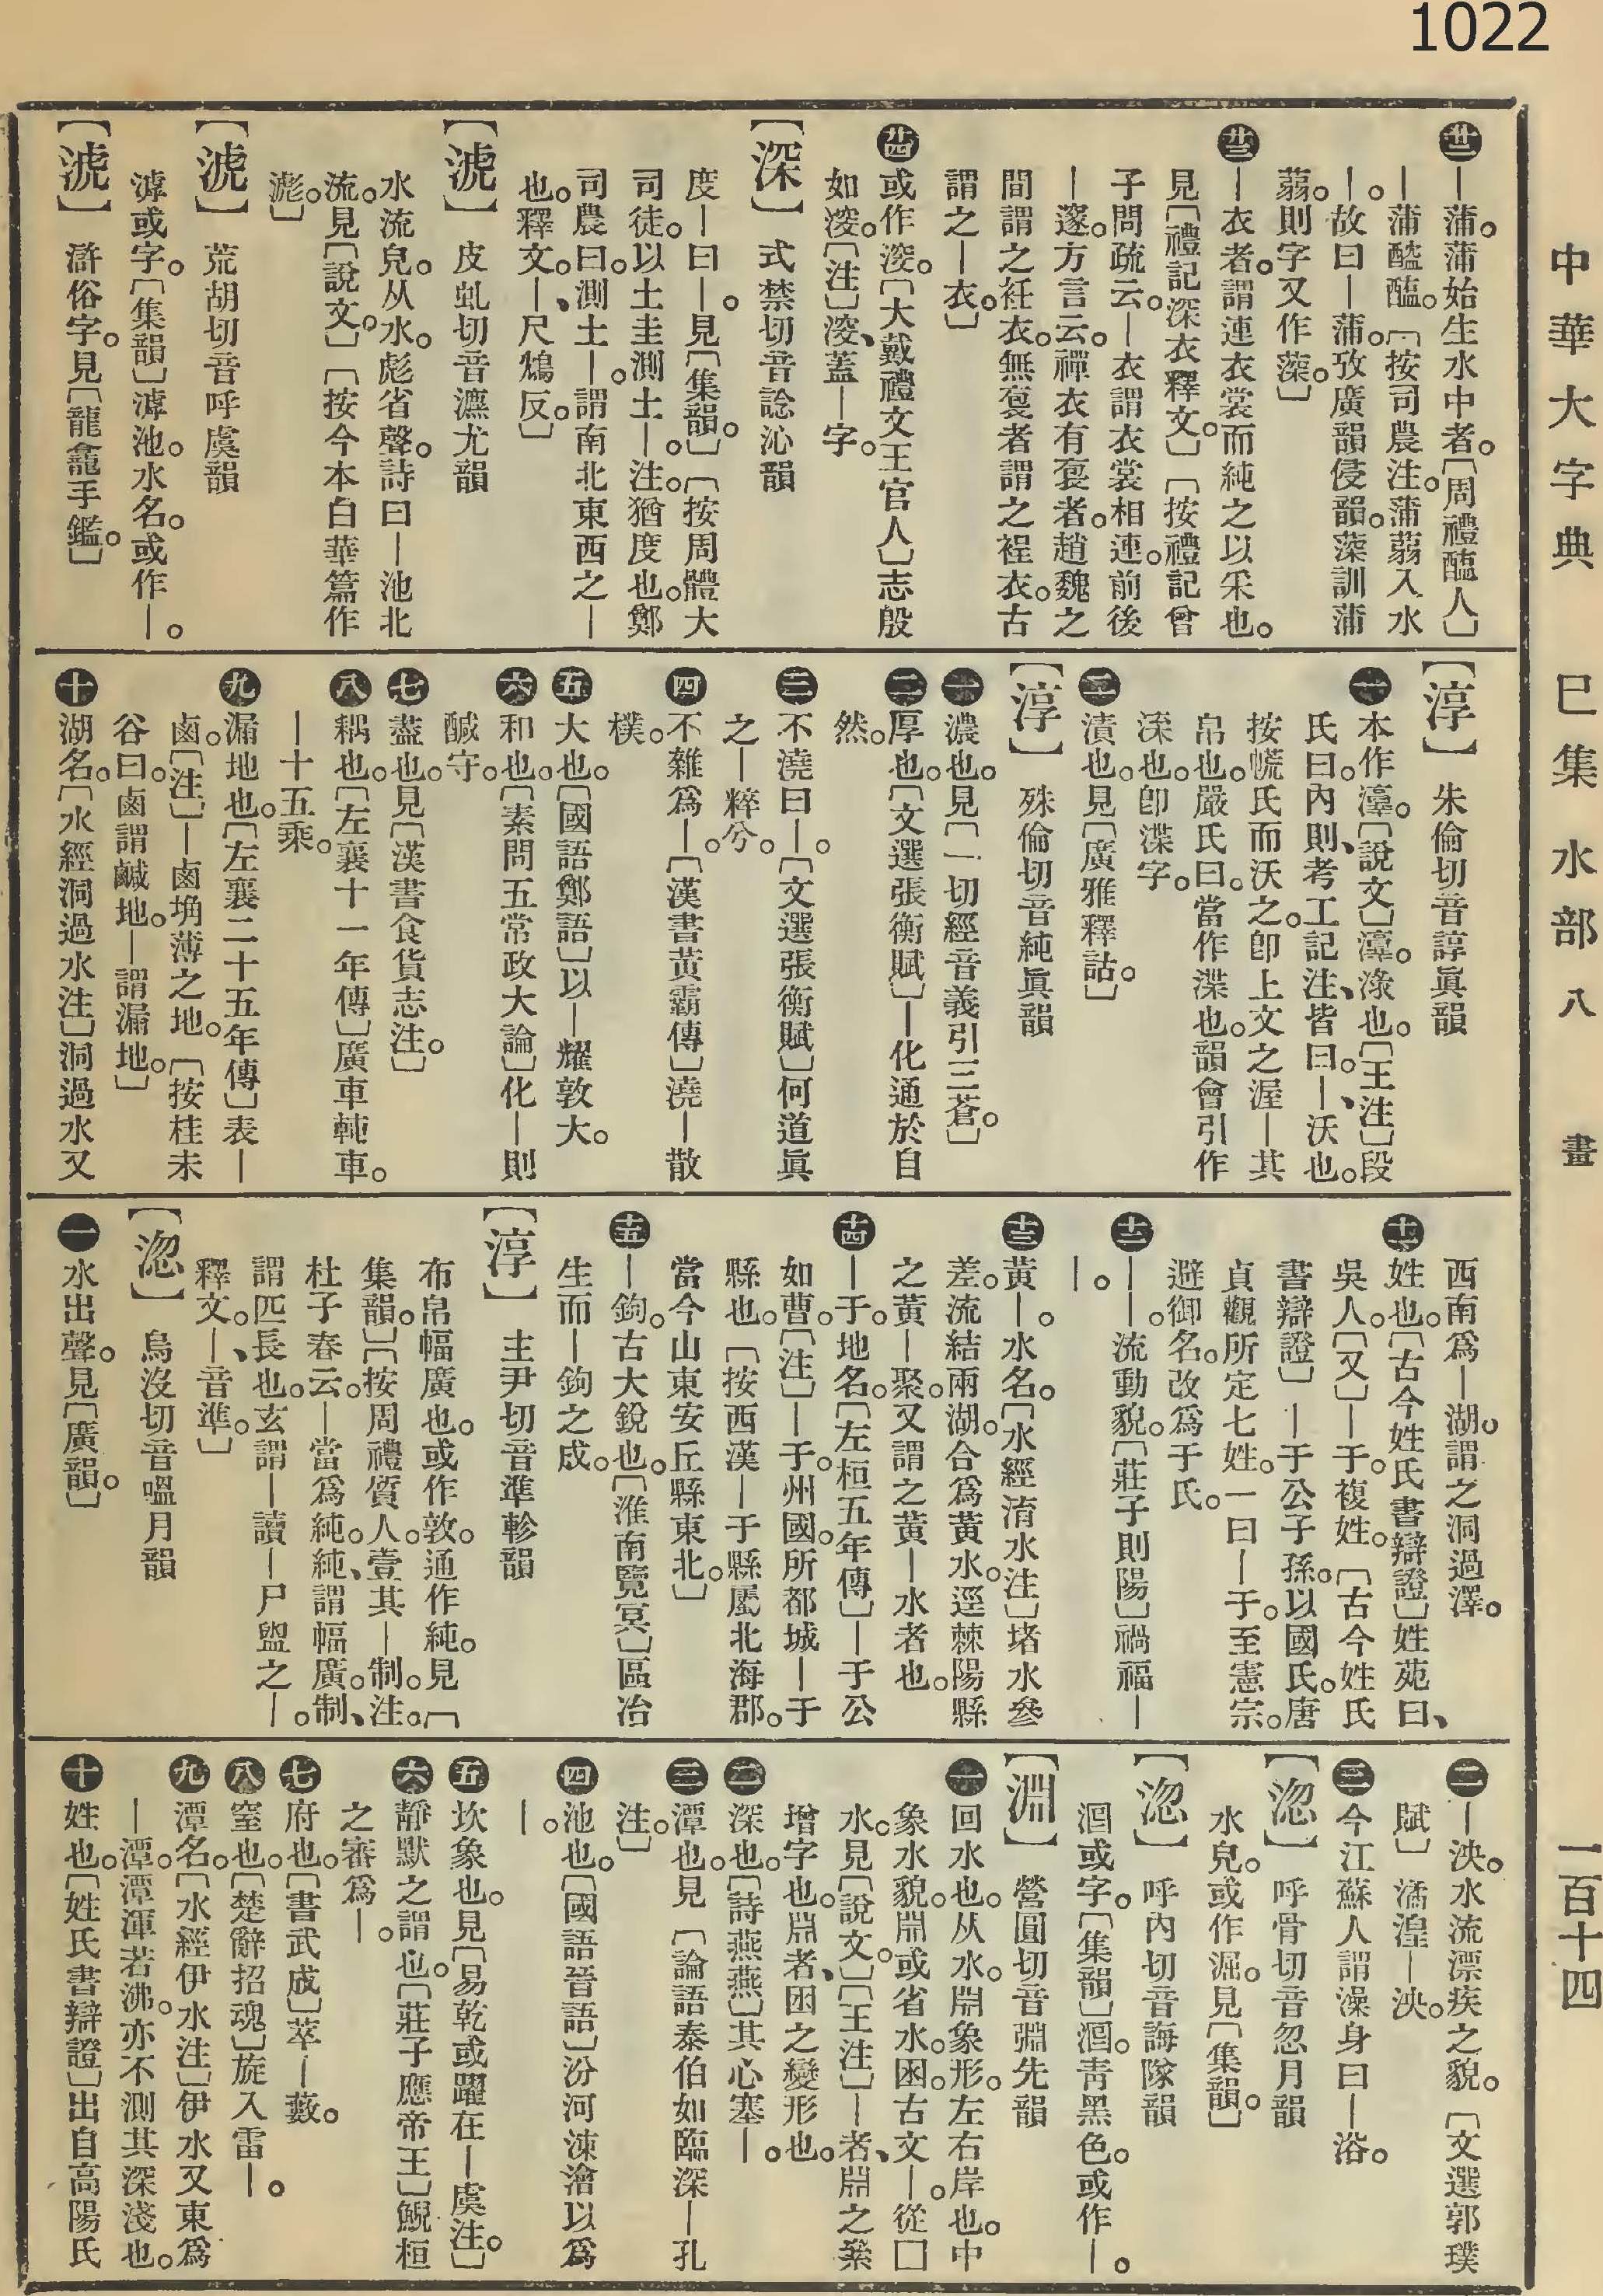 1022
中華大字典 巳集 水部 八畫 一百十四
廿二 ｜蒲。蒲始生水中者。〔周禮醢人〕
｜蒲醓醢。〔按司農注。蒲蒻入水
｜。故曰｜蒲。攷廣韻侵韻。蒤訓蒲
蒻。則字又作蒤。〕
廿三 ｜衣者。謂連衣裳而純之以采也。
見〔禮記深衣釋文。〕〔按禮記曾
子問疏云。｜衣謂衣裳相連。前後
｜邃。方言云。襌衣有袌者。趙魏之
間謂之袏衣。無袌者謂之裎衣。古
謂之｜衣。〕
廿四 或作湥。〔大戴禮文王官人〕志殷
如湥。〔注〕湥、蓋｜字。
【深】 式禁切音諗沁韻
度｜曰｜。見〔集韻。〕〔按周體大
司徒。以土圭測土｜。注。猶度也。鄭
司農曰。測土｜。謂南北東西之｜
也。釋文。｜、尺鴆反。〕
【淲】 皮虬切音瀌尤韻
水流皃。从水。彪省聲。詩曰｜池北
流。見〔說文。〕〔按今本白華篇作
滮。〕
【淲】 荒胡切音呼虞韻
滹或字。〔集韻〕滹池。水名。或作｜。
【淲】 滸俗字。見〔龍龕手鑑。〕
【淳】 朱倫切音諄眞韻
一 本作𣶏。〔說文〕𣶏。淥也。〔王注〕段
氏曰。內則、考工記注、皆曰。｜、沃也。
按㡛氏而沃之。卽上文之渥｜其
帛也。嚴氏曰。當作渫也。韻會引作
渿也。卽渫字。
二 漬也。見〔廣雅釋詁。〕
【淳】 殊倫切音純眞韻
一 濃也。見〔一切經音義引三蒼。〕
二 厚也。〔文選張衡賦〕｜化通於自
然。
三 不澆曰｜。〔文選張衡賦〕何道眞
之｜粹兮。
四 不雜爲｜。〔漢書黃霸傳〕澆｜散
樸。
五 大也。〔國語鄭語〕以｜耀敦大。
六 和也。〔素問五常政大論〕化｜則
醎守。
七 盡也。見〔漢書食貨志注。〕
八 耦也。〔左襄十一年傳〕廣車軘車。
｜十五乘。
九 漏地也。〔左襄二十五年傳〕表｜
鹵。〔注〕｜鹵埆薄之地。〔按桂未
谷曰。鹵謂鹹地。｜謂漏地。〕
十 湖名。〔水經洞過水注〕洞過水又
西南爲｜湖。謂之洞過澤。
十一 姓也。〔古今姓氏書辯證〕姓苑曰、
吳人。〔又〕｜于。複姓。〔古今姓氏
書辯證〕｜于公子孫。以國氏。唐
貞觀所定七姓。一曰｜于。至憲宗。
避御名。改爲于氏。
十二 ｜｜。流動貌。〔莊子則陽〕禍福｜
｜。
十三 黃｜。水名。〔水經淯水注〕堵水參
差。流結兩湖。合爲黃水。逕棘陽縣
之黃｜聚。又謂之黃｜水者也。
十四 ｜于。地名。〔左桓五年傳〕｜于公
如曹。〔注〕｜于。州國。所都城｜于
縣也。〔按西漢｜于縣屬北海郡。
當今山東安丘縣東北。〕
十五 ｜鉤。古大銳也。〔淮南覽冥〕區冶
生而｜鉤之成。
【淳】 主尹切音準軫韻
布帛幅廣也。或作敦。通作純。見〔
集韻。〕〔按周禮質人。壹其｜制。注。
杜子春云。｜當爲純。純、謂幅廣。制、
謂匹長也。玄謂｜讀｜尸盥之｜。
釋文。｜、音準。〕
【淴】 烏沒切音嗢月韻
一 水出聲。見〔廣韻。〕
二 ｜泱。水流漂疾之貌。〔文選郭璞
賦〕潏湟｜泱。
三 今江蘇人謂澡身曰｜浴。
【淴】 呼骨切音忽月韻
水皃。或作淈。見〔集韻。〕
【淴】 呼內切音誨隊韻
㴔或字。〔集韻〕㴔。靑黑色。或作｜。
【淵】 營圓切音䎀先韻
一 回水也。从水。𣶒象形。左右岸也。中
象水貌。𣶒或省水。囦。古文｜。從囗
水。見〔說文。〕〔王注〕｜者、𣶒之絫
增字也。𣶒者、囦之變形也。
二 深也。〔詩燕燕〕其心塞｜。
三 潭也。見〔論語泰伯如臨深｜孔
注。〕
四 池也。〔國語晉語〕汾河涑澮以爲
｜。
五 坎象也。見〔易乾或躍在｜虞注。〕
六 靜默之謂也。〔莊子應帝王〕鯢桓
之審爲｜。
七 府也。〔書武成〕萃｜藪。
八 室也。〔楚辭招魂〕旋入雷｜。
九 潭名。〔水經伊水注〕伊水又東爲
｜潭。潭渾若沸。亦不測其深淺也。
十 姓也。〔姓氏書辯證〕出自高陽氏